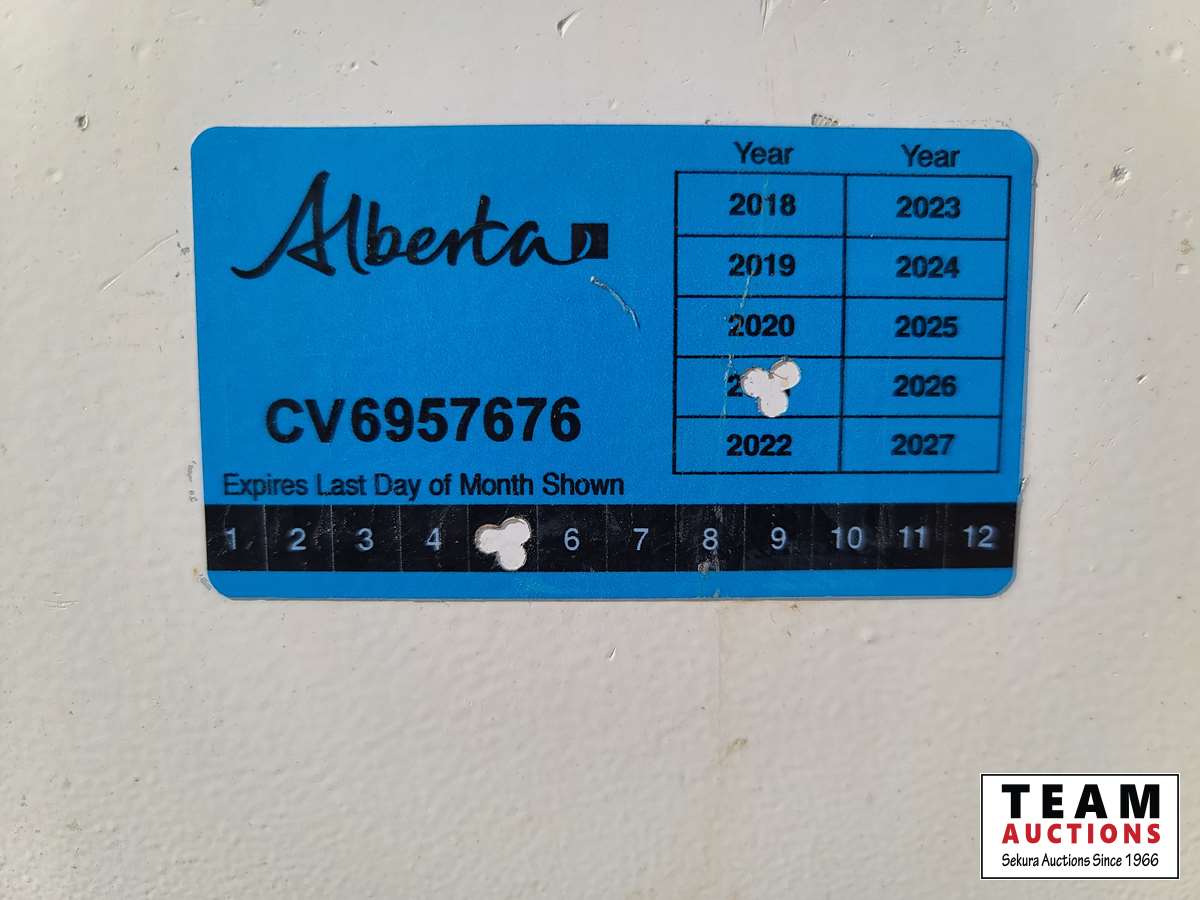 Alberta
Year Year
2018 2023
2019 2024
2020 2025
2026
2022 2027
CV6957676
Expires Last Day of Month Shown
1 2 3 4 6 7 8 9 10 11 12
TEAM
AUCTIONS
Sekura Auctions Since 1966